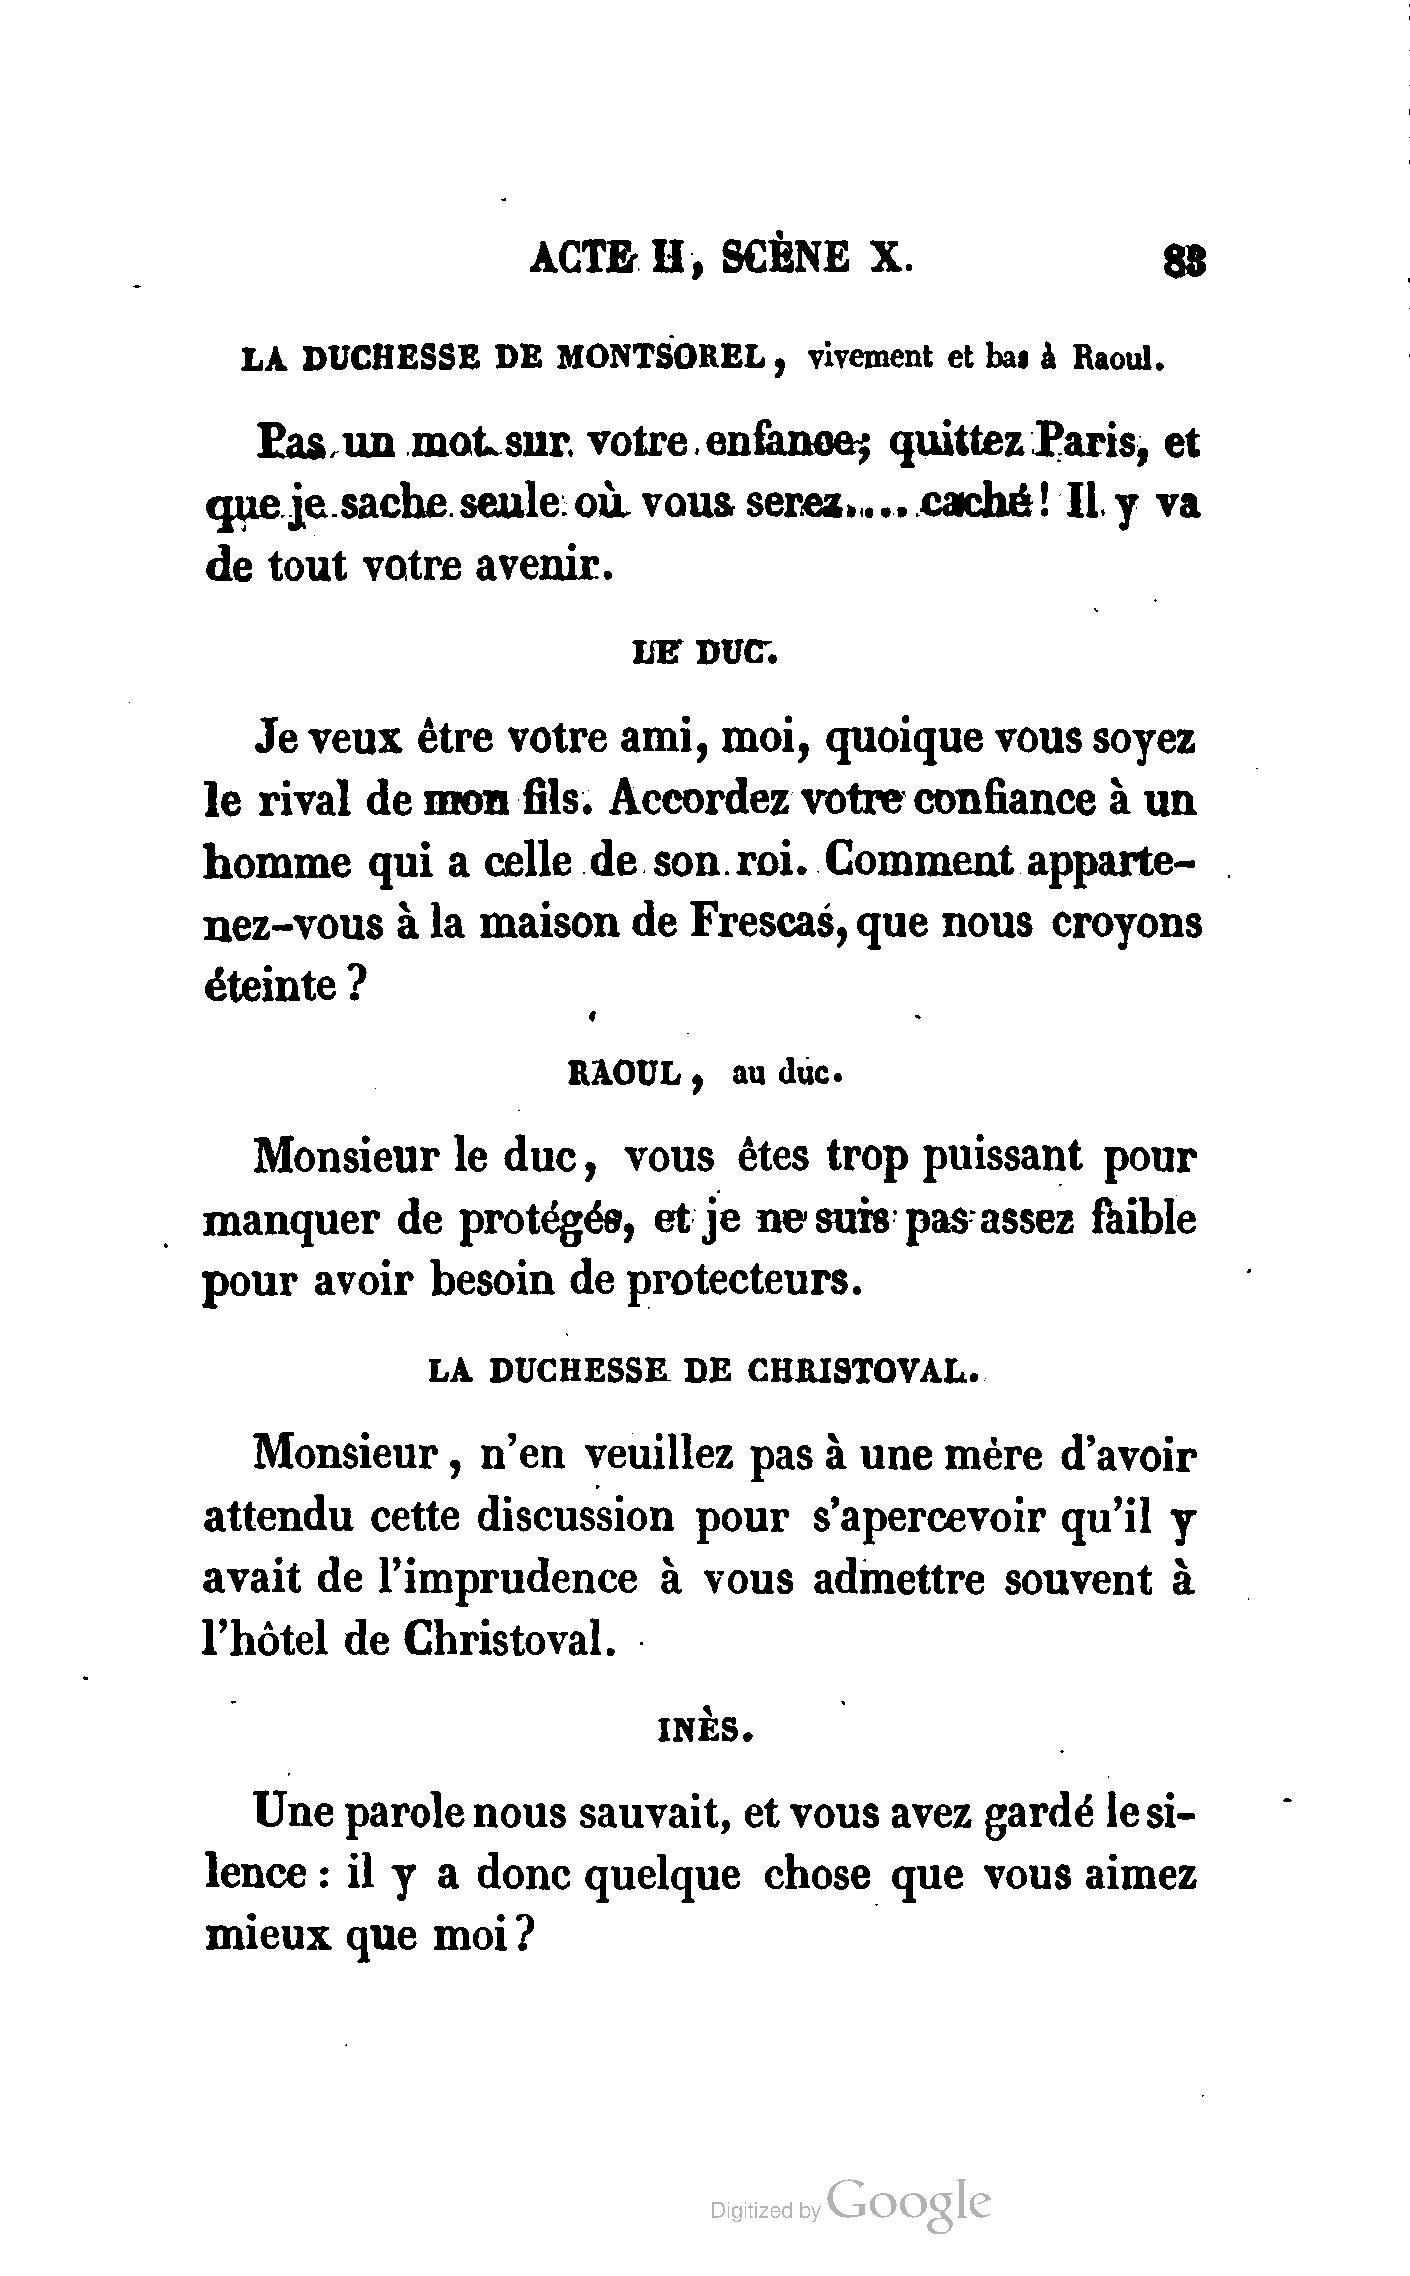 ACTE II, SCÈNE X. 83
LA DUCHESSE DE MONTSOREL, vivement et bas à Raoul.
Pas un mot sur votre enfance; quittez Paris, et
que je sache seule où vous serez..... caché! Il y va
de tout votre avenir.
LE DUC.
Je veux être votre ami, moi, quoique vous soyez
le rival de mon fils. Accordez votre confiance à un
homme qui a celle de son roi. Comment apparte-
nez-vous à la maison de Frescas, que nous croyons
éteinte?
RAOUL, au duc.
Monsieur le duc, vous êtes trop puissant pour
manquer de protégés, et je ne suis pas assez faible
pour avoir besoin de protecteurs.
LA DUCHESSE DE CHRISTOVAL.
Monsieur, n'en veuillez pas à une mère d'avoir
attendu cette discussion pour s'apercevoir qu'il y
avait de l'imprudence à vous admettre souvent à
l'hôtel de Christoval.
INÈS.
Une parole nous sauvait, et vous avez gardé le si-
lence : il y a donc quelque chose que vous aimez
mieux que moi?
Digitized by Google